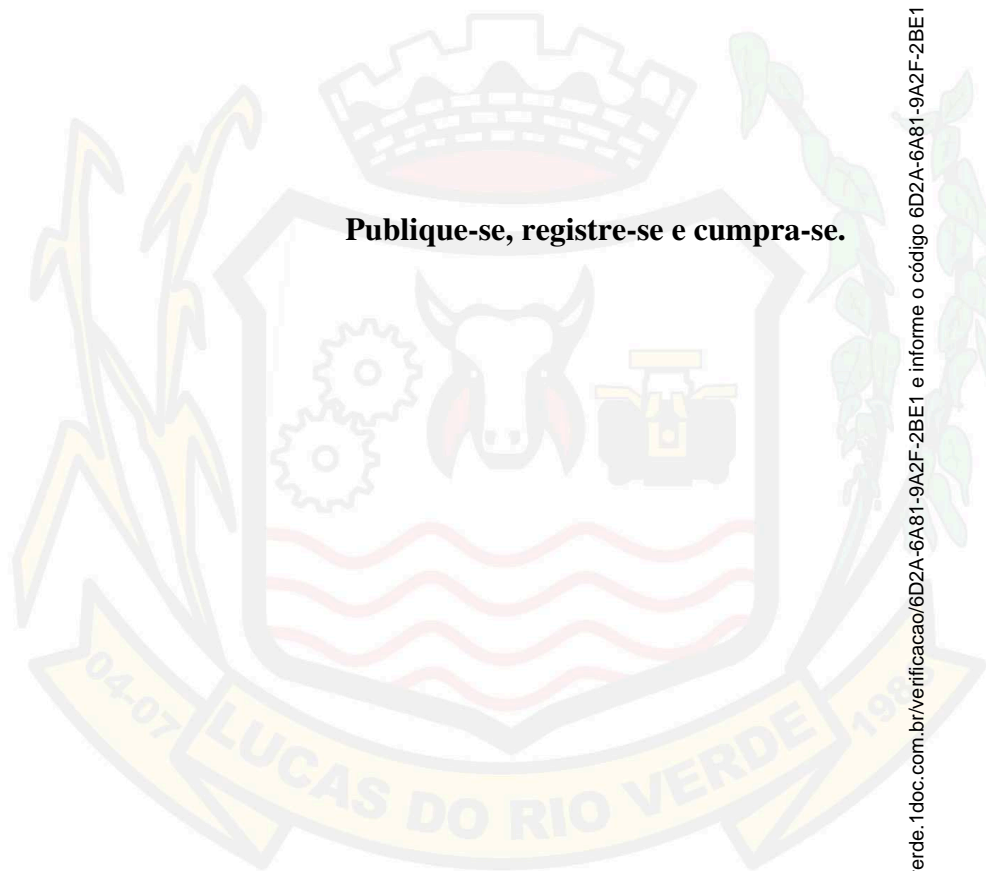 Publique-se, registre-se e cumpra-se.
04-07 LUCAS DO RIO VERDE 1988
erde.1doc.com.br/verificacao/6D2A-6A81-9A2F-2BE1 e informe o código 6D2A-6A81-9A2F-2BE1